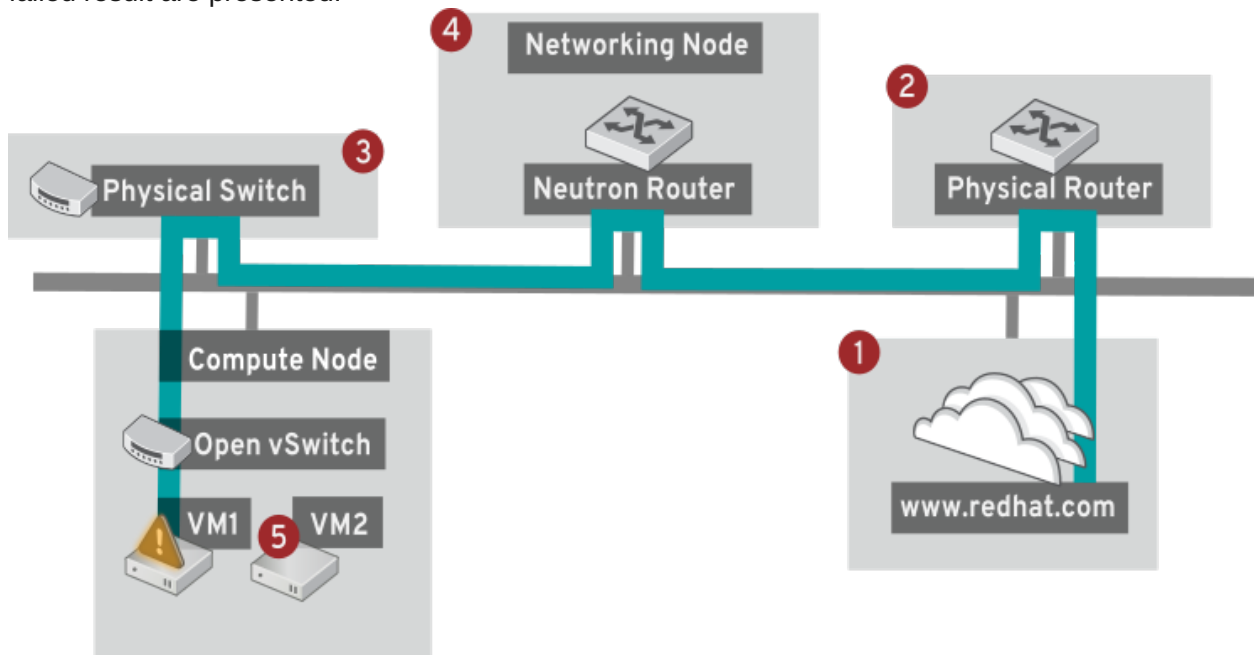 failed result are presented.
4
Networking Node
2
3
Physical Switch
Neutron Router
Physical Router
Compute Node
1
Open vSwitch
VM1
VM2
5
www.redhat.com